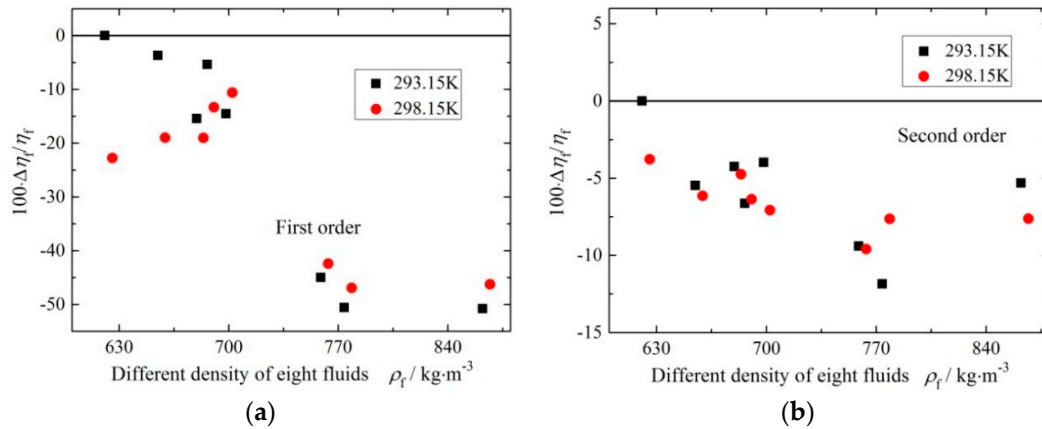 0
-10
-20
-30
-40
-50
100·Δηf/ηf
293.15K
298.15K
First order
630 700 770 840
Different density of eight fluids ρf / kg·m-3
(a)
5
0
-5
-10
-15
100·Δηf/ηf
293.15K
298.15K
Second order
630 700 770 840
Different density of eight fluids ρf / kg·m-3
(b)